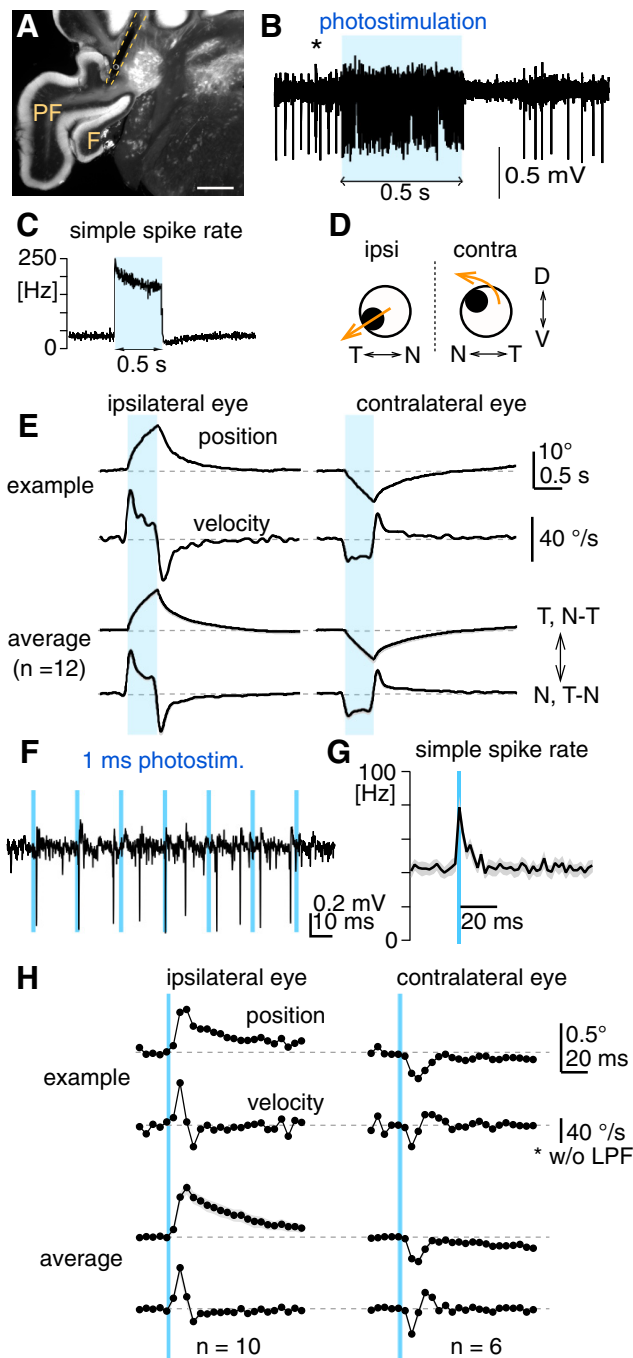 A
PF
F
B
photostimulation
*
0.5 s
0.5 mV
C
simple spike rate
250
[Hz]
0
0.5 s
D
ipsi
contra
D
V
T N
N T
E
ipsilateral eye
contralateral eye
position
10°
0.5 s
example
velocity
40 °/s
average
(n =12)
T, N-T
N, T-N
F
1 ms photostim.
0.2 mV
10 ms
G
simple spike rate
100
[Hz]
0
20 ms
H
ipsilateral eye
contralateral eye
position
0.5°
20 ms
example
velocity
40 °/s
* w/o LPF
average
n = 10
n = 6